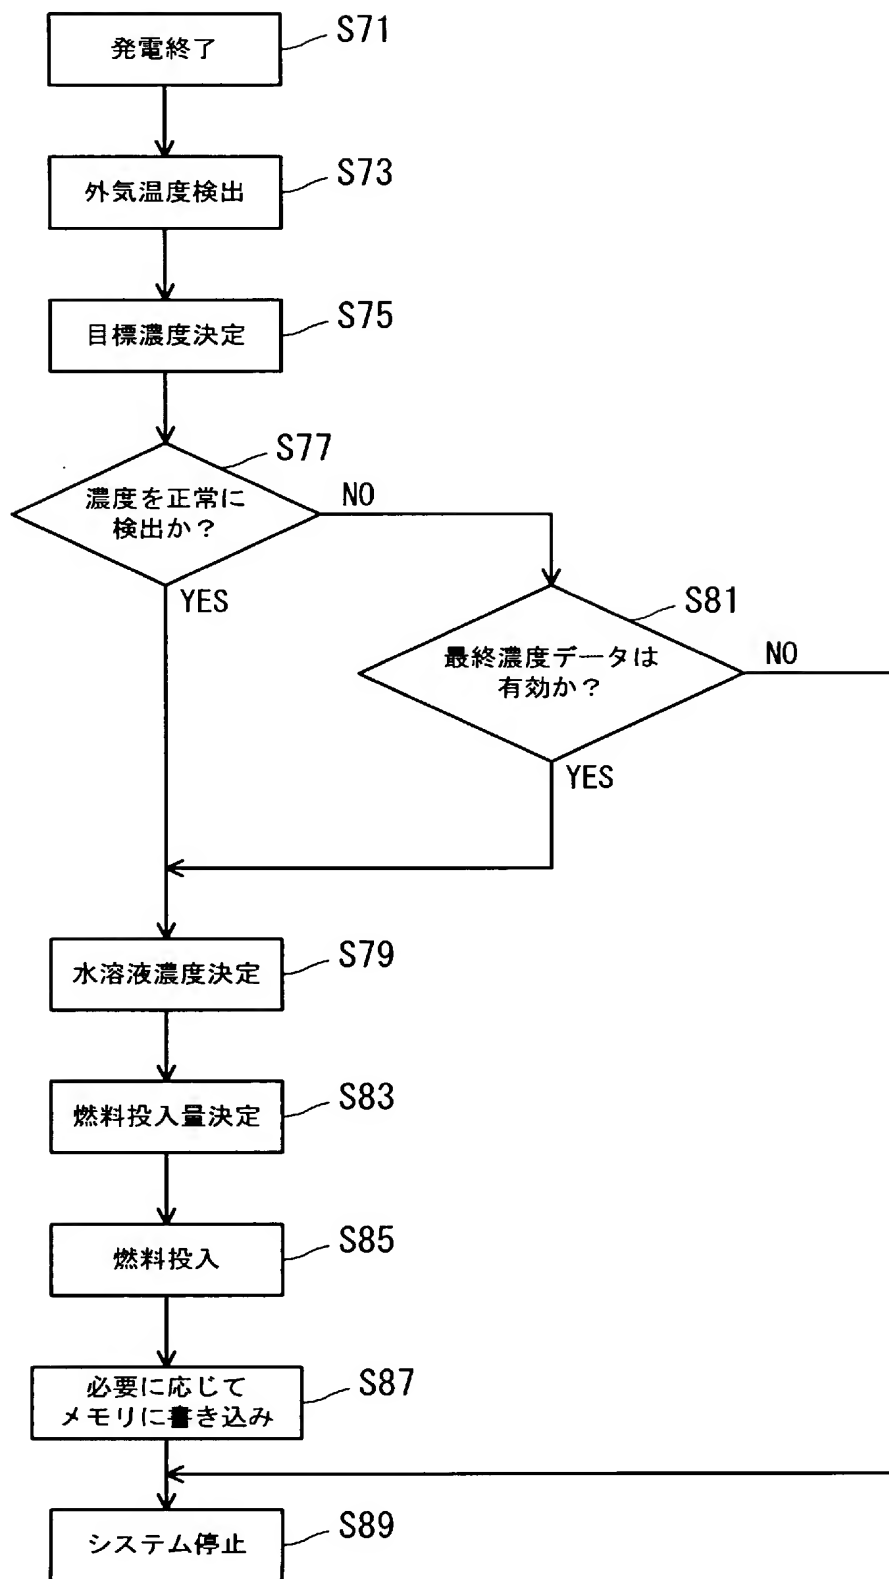 発電終了
S71
外気温度検出
S73
目標濃度決定
S75
S77
濃度を正常に
検出か？
NO
YES
S81
最終濃度データは
有効か？
NO
YES
水溶液濃度決定
S79
燃料投入量決定
S83
燃料投入
S85
必要に応じて
メモリに書き込み
S87
システム停止
S89